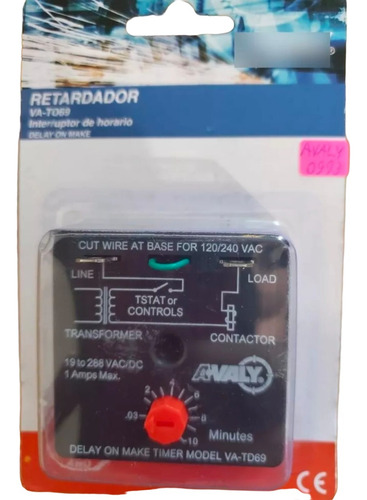 RETARDADOR
VA-TD69
Interruptor de horario
DELAY ON MAKE
AVALY
0993
CUT WIRE AT BASE FOR 120/240 VAC
LINE
LOAD
TSTAT or
CONTROLS
TRANSFORMER
CONTACTOR
19 to 288 VAC/DC
1 Amps Max.
AVALY®
2
4
6
8
10
.03
Minutes
DELAY ON MAKE TIMER MODEL VA-TD69
CE